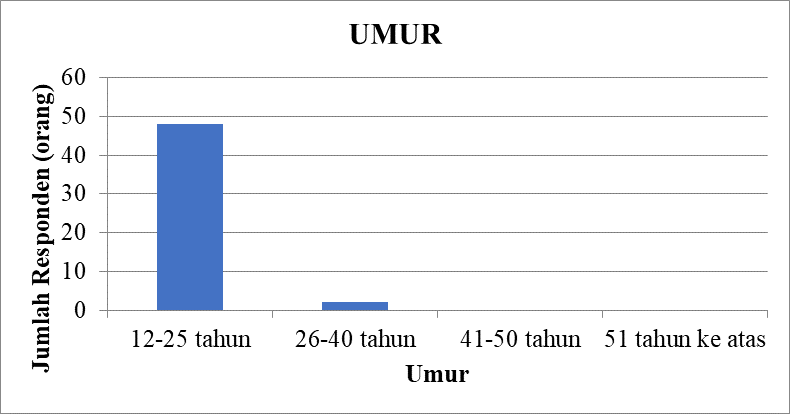 UMUR
Jumlah Responden (orang)
60
50
40
30
20
10
0
12-25 tahun
26-40 tahun
41-50 tahun
51 tahun ke atas
Umur